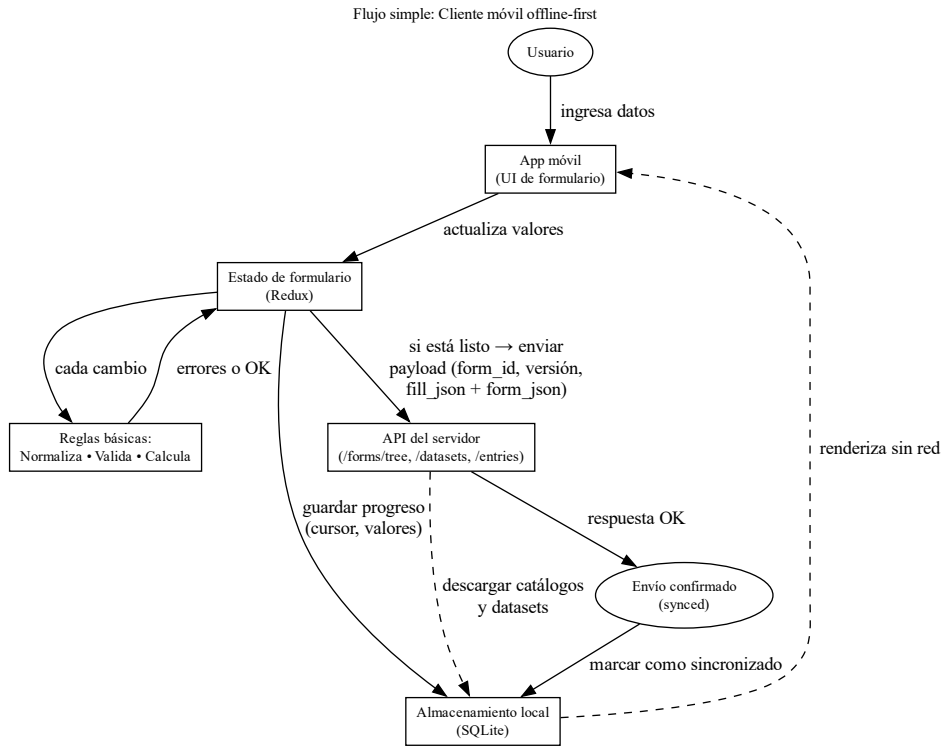 Flujo simple: Cliente móvil offline-first
Usuario
ingresa datos
App móvil
(UI de formulario)
actualiza valores
Estado de formulario
(Redux)
cada cambio
errores o OK
si está listo → enviar
payload (form_id, versión,
fill_json + form_json)
Reglas básicas:
Normaliza • Valida • Calcula
API del servidor
(/forms/tree, /datasets, /entries)
renderiza sin red
guardar progreso
(cursor, valores)
respuesta OK
descargar catálogos
y datasets
Envío confirmado
(synced)
marcar como sincronizado
Almacenamiento local
(SQLite)